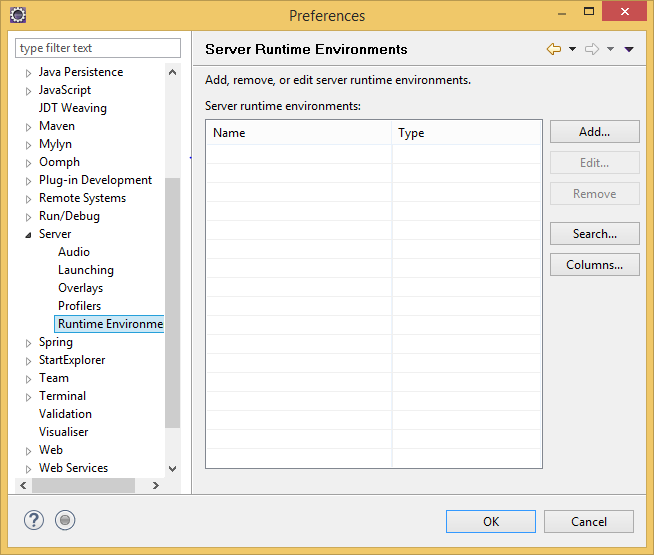 Preferences
type filter text
Java Persistence
JavaScript
JDT Weaving
Maven
Mylyn
Oomph
Plug-in Development
Remote Systems
Run/Debug
Server
Audio
Launching
Overlays
Profilers
Runtime Environme
Spring
StartExplorer
Team
Terminal
Validation
Visualiser
Web
Web Services
Server Runtime Environments
Add, remove, or edit server runtime environments.
Server runtime environments:
Name Type
Add...
Edit...
Remove
Search...
Columns...
OK Cancel